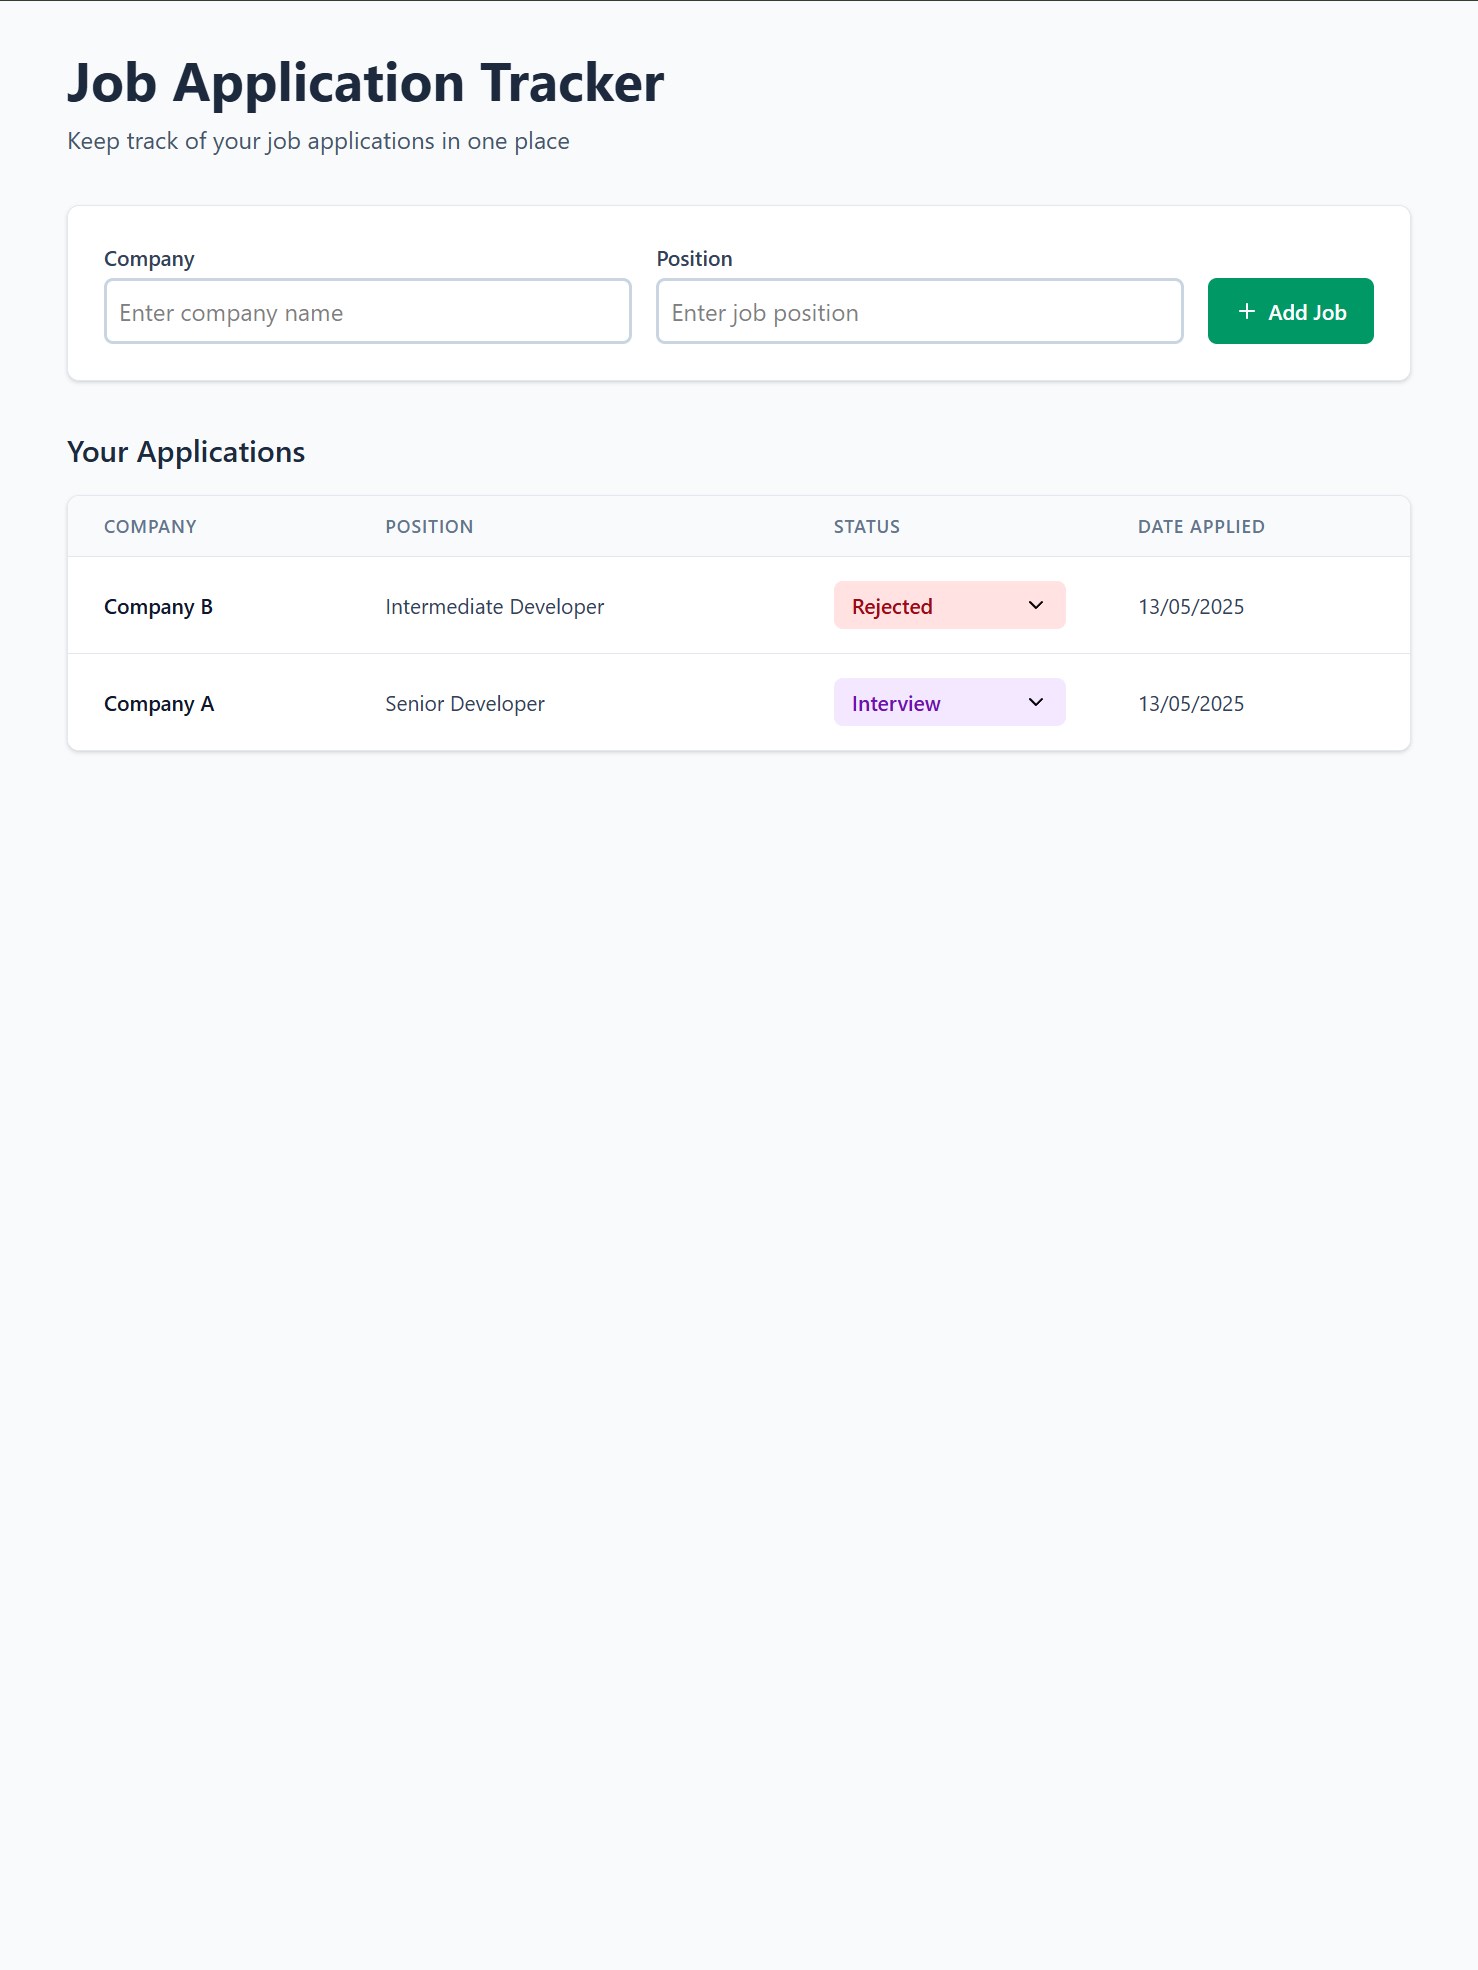 Job Application Tracker
Keep track of your job applications in one place
Company Position
Enter company name Enter job position + Add Job
Your Applications
COMPANY POSITION STATUS DATE APPLIED
Company B Intermediate Developer Rejected 13/05/2025
Company A Senior Developer Interview 13/05/2025